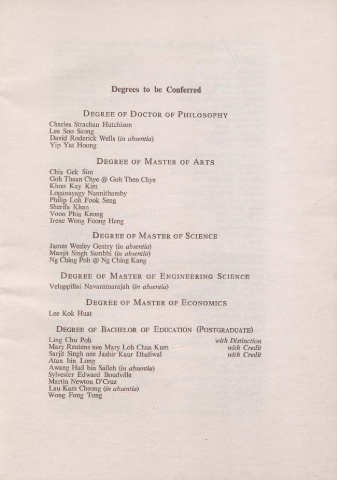 Degrees to be Conferred
DEGREE OF DOCTOR OF PHILOSOPHY
Charles Strachan Hutchison
Lee Soo Seong
David Roderick Wells (in absentia)
Yip Yat Hoong
DEGREE OF MASTER OF ARTS
Chia Gek Sim
Goh Thean Chye @ Goh Then Chye
Khoo Kay Kim
Loganayagy Nannithamby
Philip Loh Fook Seng
Sherifa Khan
Voon Phia Keong
Irene Wong Foong Heng
DEGREE OF MASTER OF SCIENCE
James Wesley Gentry (in absentia)
Manjit Singh Sambhi (in absentia)
Ng Ching Poh @ Ng Ching Kang
DEGREE OF MASTER OF ENGINEERING SCIENCE
Veluppillai Navaratnarajah (in absentia)
DEGREE OF MASTER OF ECONOMICS
Lee Kok Huat
DEGREE OF BACHELOR OF EDUCATION (POSTGRADUATE)
Ling Chu Poh with Distinction
Mary Reutens nee Mary Loh Chan Kum with Credit
Sarjit Singh nee Jasbir Kaur Dhaliwal with Credit
Atan bin Long
Awang Had bin Salleh (in absentia)
Sylvester Edward Boudville
Martin Newton D'Cruz
Lau Kam Cheong (in absentia)
Wong Fong Tong